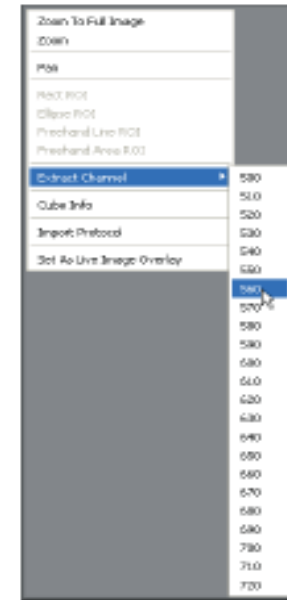 Zoom To Full Image
Zoom
Pan
Rect ROI
Ellipse ROI
Freehand Line ROI
Freehand Area ROI
Extract Channel
Cube Info
Import Protocol
Set As Live Image Overlay
500
510
520
530
540
550
560
570
580
590
600
610
620
630
640
650
660
670
680
690
700
710
720